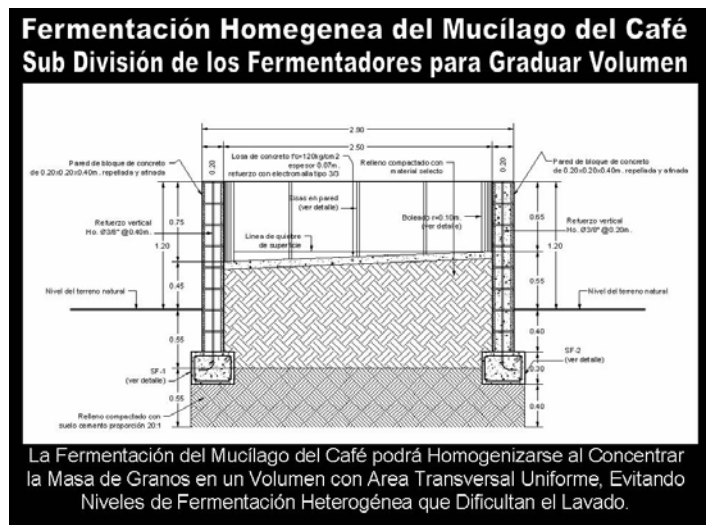 Fermentación Homegenea del Mucílago del Café
Sub División de los Fermentadores para Graduar Volumen
2.90
2.50
0.20
0.20
Pared de bloque de concreto
de 0.20x0.20x0.40m. repellada y afinada
Losa de concreto f'c=120kg/cm2
espesor 0.07m.
refuerzo con electromalla tipo 3/3
Relleno compactado con
material selecto
Pared de bloque de concreto
de 0.20x0.20x0.40m. repellada y afinada
Sisas en pared
(ver detalle)
Boleado r=0.10m.
(ver detalle)
Refuerzo vertical
Ho. Ø3/8" @0.40m.
Refuerzo vertical
Ho. Ø3/8" @0.20m.
Linea de quiebre
de superficie
1.20
0.75
0.45
0.65
0.55
1.20
Nivel del terreno natural
Nivel del terreno natural
0.55
0.40
SF-1
(ver detalle)
SF-2
(ver detalle)
0.30
0.55
0.40
Relleno compactado con
suelo cemento proporción 20:1
La Fermentación del Mucílago del Café podrá Homogenizarse al Concentrar
la Masa de Granos en un Volumen con Area Transversal Uniforme, Evitando
Niveles de Fermentación Heterogénea que Dificultan el Lavado.